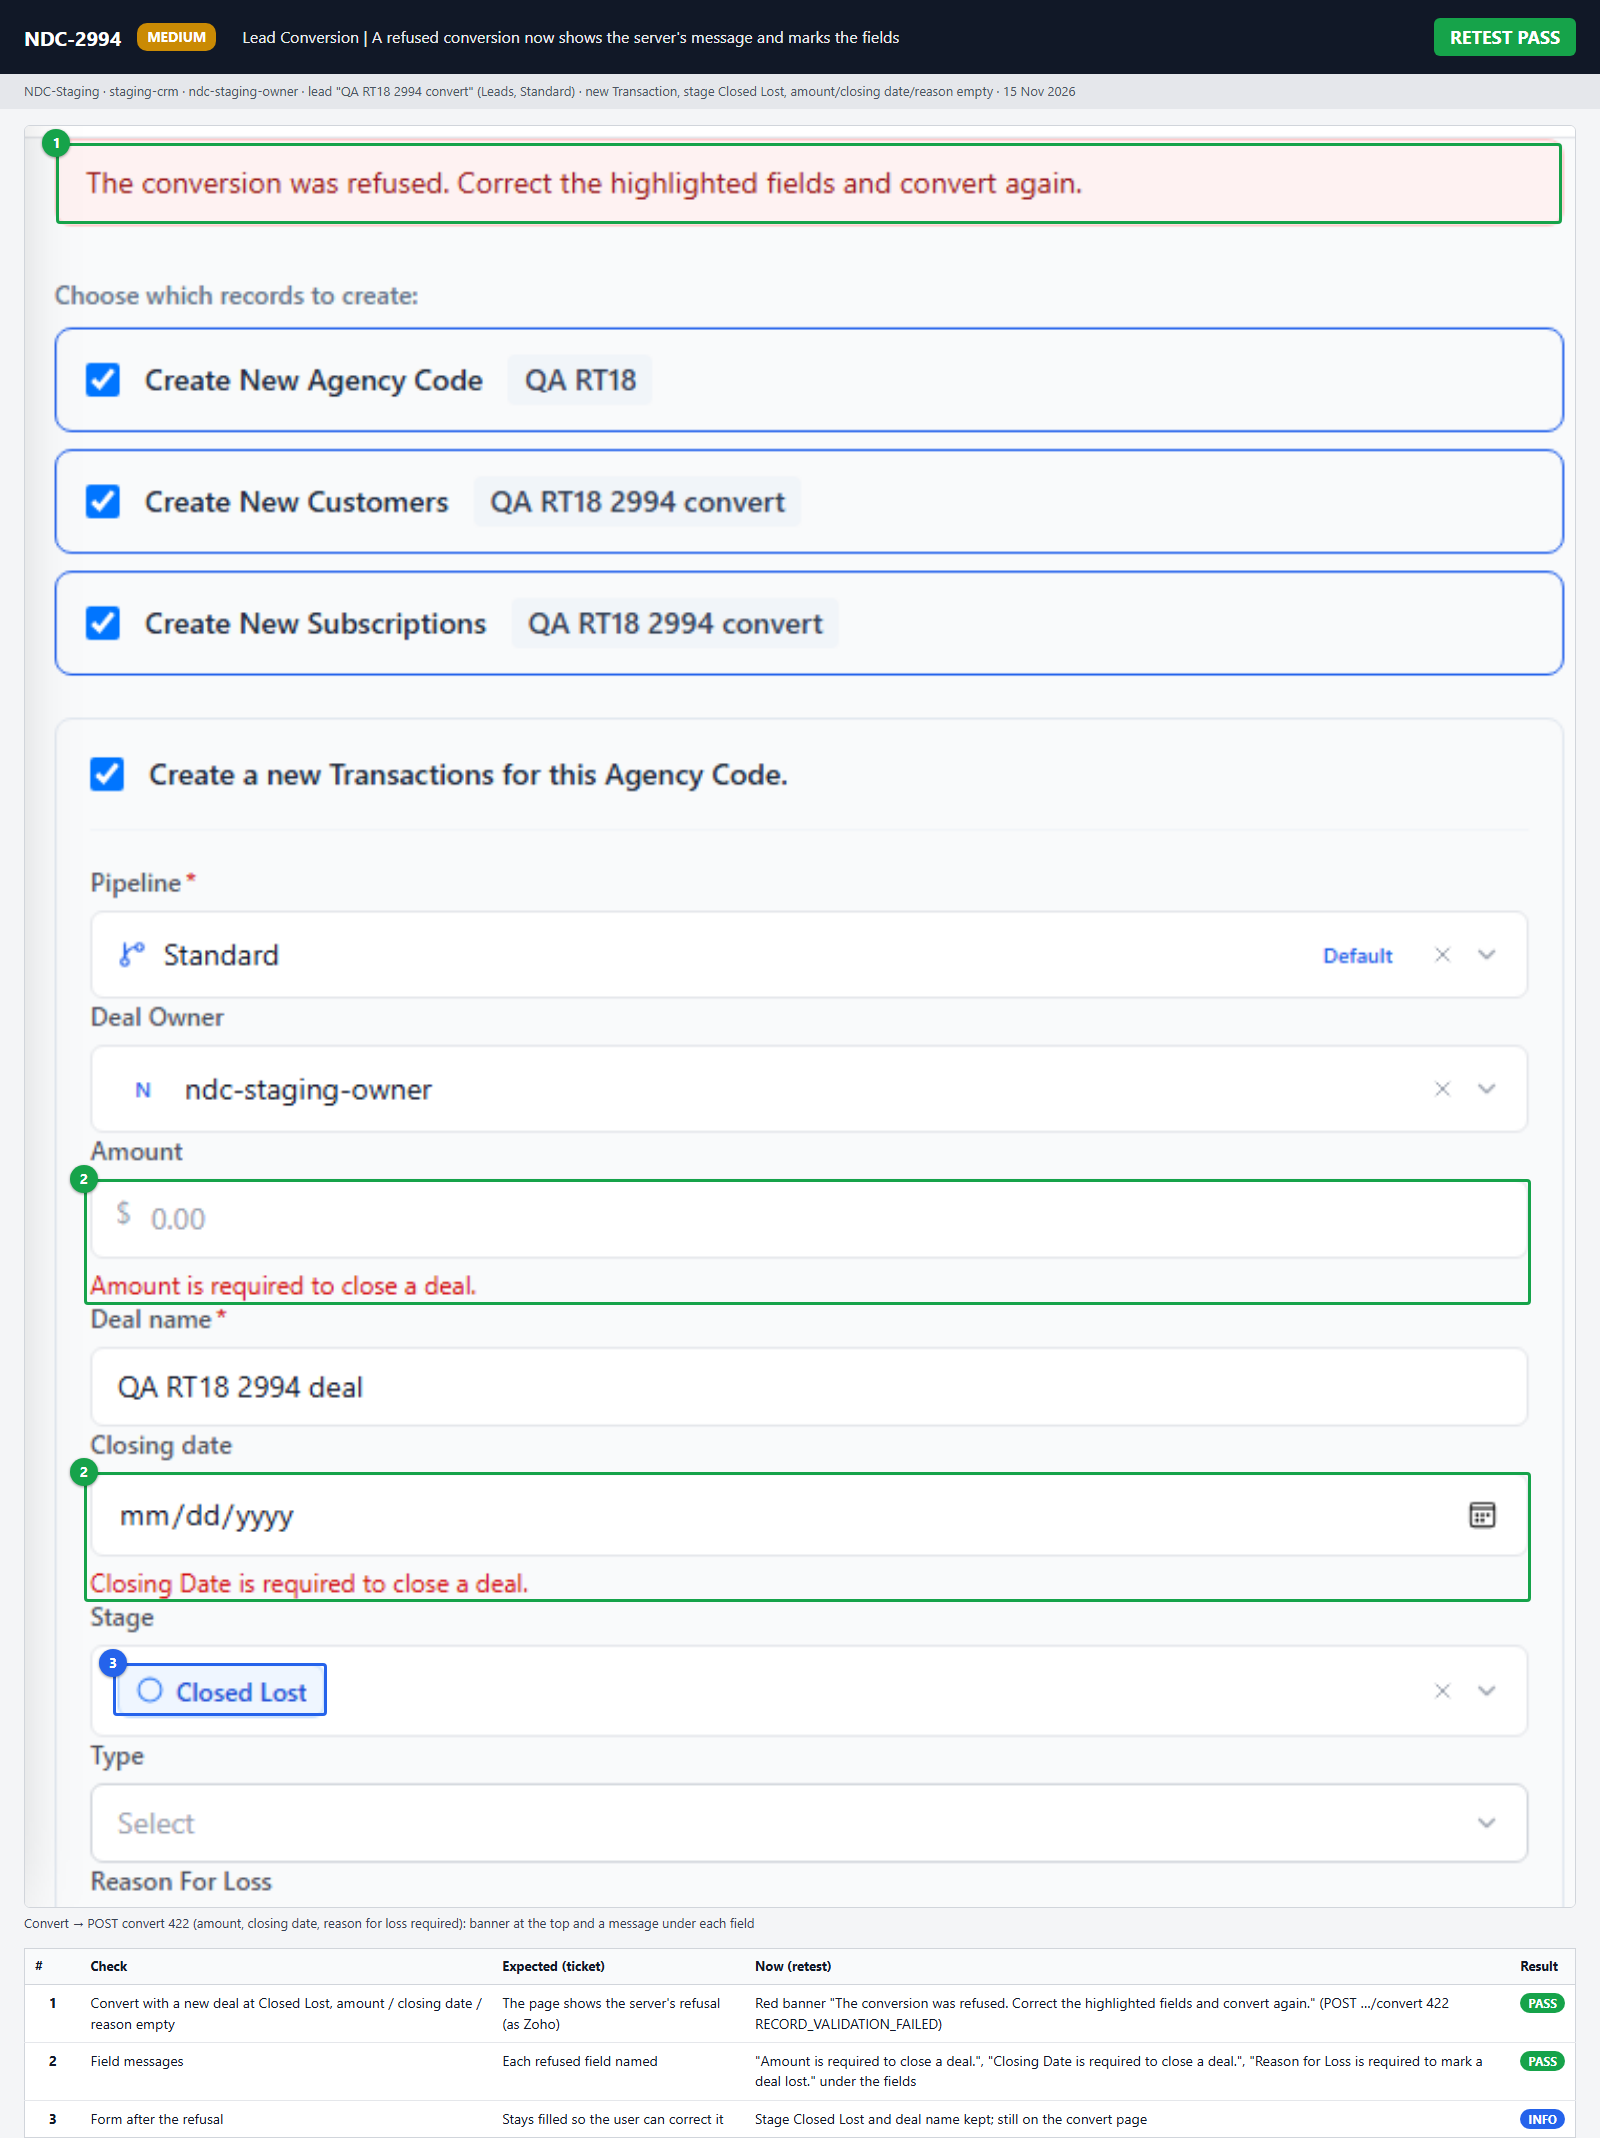 NDC-2994 MEDIUM Lead Conversion | A refused conversion now shows the server's message and marks the fields RETEST PASS
NDC-Staging · staging-crm · ndc-staging-owner · lead "QA RT18 2994 convert" (Leads, Standard) · new Transaction, stage Closed Lost, amount/closing date/reason empty · 15 Nov 2026
1
The conversion was refused. Correct the highlighted fields and convert again.
Choose which records to create:
Create New Agency Code QA RT18
Create New Customers QA RT18 2994 convert
Create New Subscriptions QA RT18 2994 convert
Create a new Transactions for this Agency Code.
Pipeline*
Standard Default
Deal Owner
N ndc-staging-owner
Amount
2
$ 0.00
Amount is required to close a deal.
Deal name*
QA RT18 2994 deal
Closing date
2
mm/dd/yyyy
Closing Date is required to close a deal.
Stage
3
Closed Lost
Type
Select
Reason For Loss
Convert → POST convert 422 (amount, closing date, reason for loss required): banner at the top and a message under each field
# Check Expected (ticket) Now (retest) Result
1 Convert with a new deal at Closed Lost, amount / closing date / The page shows the server's refusal Red banner "The conversion was refused. Correct the highlighted fields and convert again." (POST .../convert 422 PASS
reason empty (as Zoho) RECORD_VALIDATION_FAILED)
2 Field messages Each refused field named "Amount is required to close a deal.", "Closing Date is required to close a deal.", "Reason for Loss is required to mark a PASS
deal lost." under the fields
3 Form after the refusal Stays filled so the user can correct it Stage Closed Lost and deal name kept; still on the convert page INFO